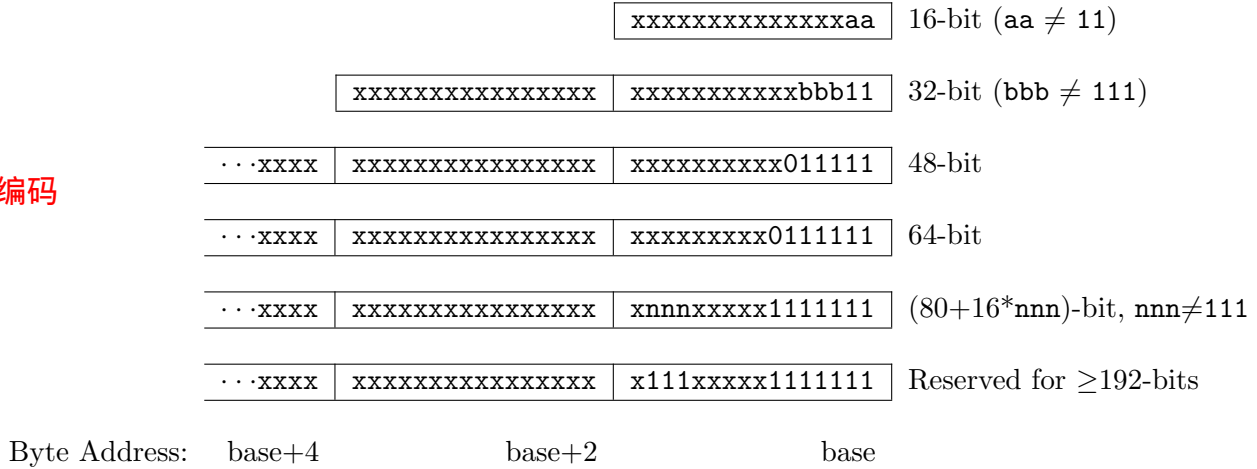 xxxxxxxxxxxxxxaa 16-bit (aa ≠ 11)
xxxxxxxxxxxxxxxx xxxxxxxxxxxbbb11 32-bit (bbb ≠ 111)
···xxxx xxxxxxxxxxxxxxxx xxxxxxxxxx011111 48-bit
编码
···xxxx xxxxxxxxxxxxxxxx xxxxxxxxx0111111 64-bit
···xxxx xxxxxxxxxxxxxxxx xnnnxxxxx1111111 (80+16*nnn)-bit, nnn≠111
···xxxx xxxxxxxxxxxxxxxx x111xxxxx1111111 Reserved for ≥192-bits
Byte Address: base+4 base+2 base